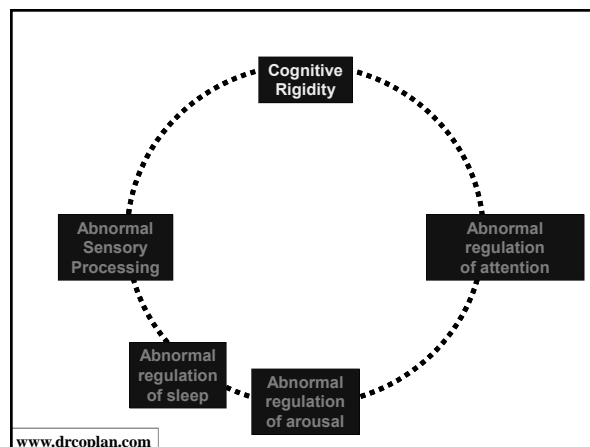 Cognitive
Rigidity
Abnormal
Sensory
Processing
Abnormal
regulation
of attention
Abnormal
regulation
of sleep
Abnormal
regulation
of arousal
www.drcoplan.com